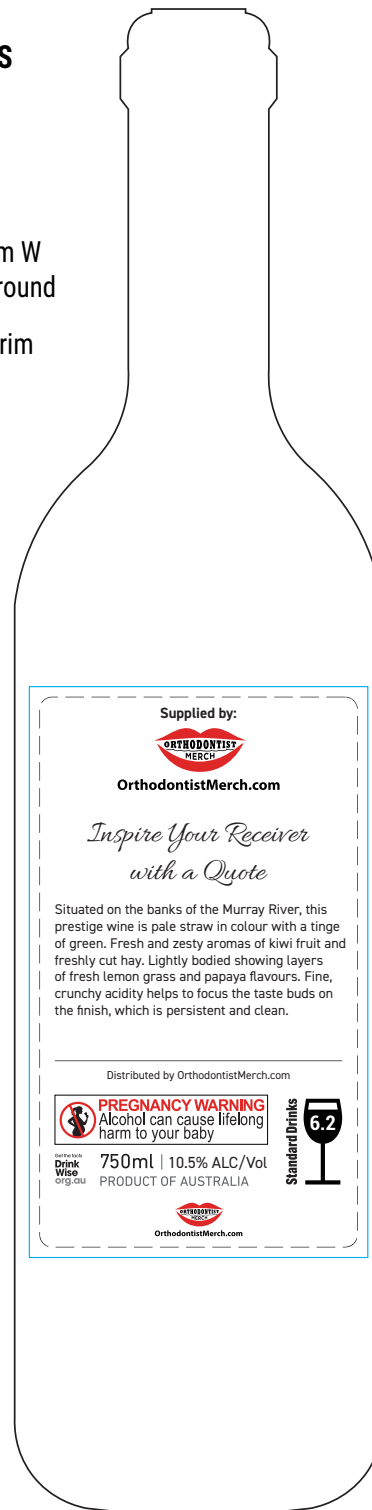 s
m W
round
rim
Supplied by:
ORTHODONTIST
MERCH
OrthodontistMerch.com
Inspire Your Receiver
with a Quote
Situated on the banks of the Murray River, this
prestige wine is pale straw in colour with a tinge
of green. Fresh and zesty aromas of kiwi fruit and
freshly cut hay. Lightly bodied showing layers
of fresh lemon grass and papaya flavours. Fine,
crunchy acidity helps to focus the taste buds on
the finish, which is persistent and clean.
Distributed by OrthodontistMerch.com
PREGNANCY WARNING
Alcohol can cause lifelong
harm to your baby
Get the facts
Drink
Wise
org.au
750ml | 10.5% ALC/Vol
PRODUCT OF AUSTRALIA
Standard Drinks
6.2
ORTHODONTIST
MERCH
OrthodontistMerch.com